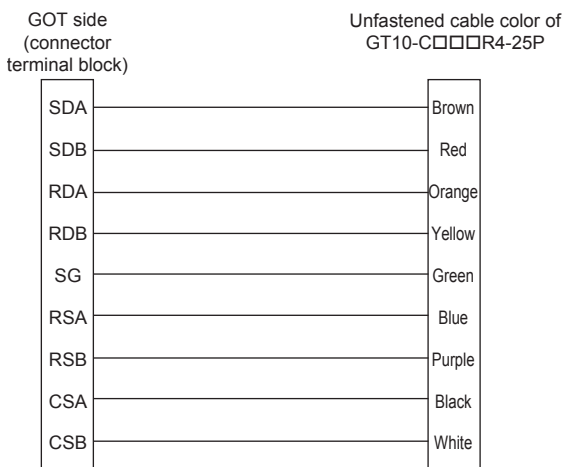 GOT side
(connector
terminal block)
Unfastened cable color of
GT10-C□□□R4-25P
SDA Brown
SDB Red
RDA Orange
RDB Yellow
SG Green
RSA Blue
RSB Purple
CSA Black
CSB White